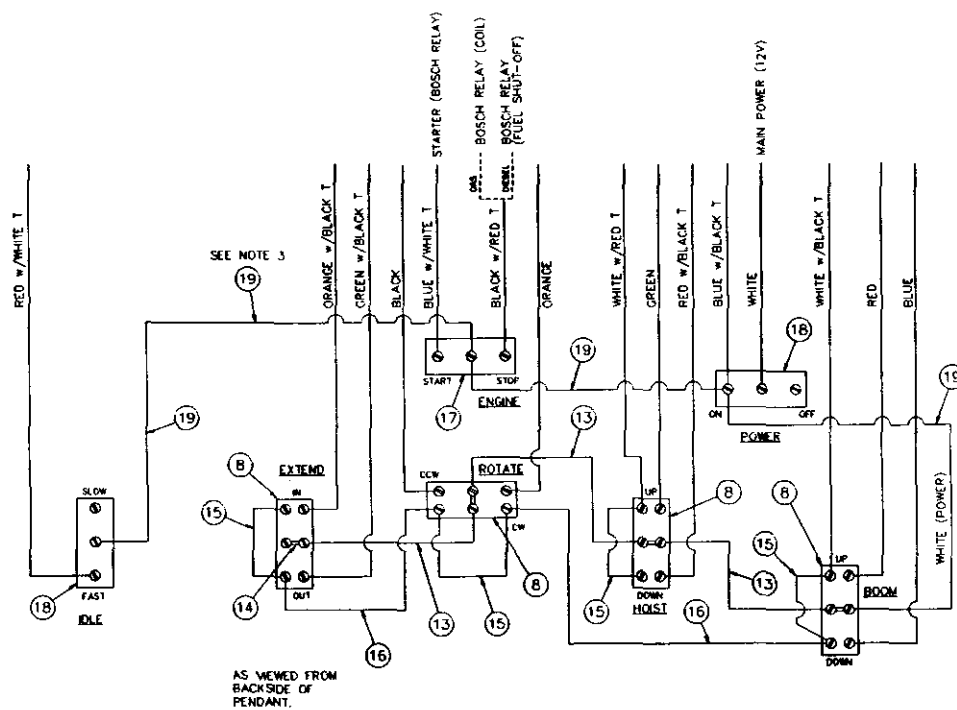 STARTER (BOSCH RELAY)
BOSCH RELAY (COIL)
BOSCH RELAY
(FUEL SHUT-OFF)
MAIN POWER (12V)
GAS
DIESEL
RED w/WHITE T
ORANGE w/BLACK T
GREEN w/BLACK T
BLACK
BLUE w/WHITE T
BLACK w/RED T
ORANGE
WHITE w/RED T
GREEN
RED w/BLACK T
BLUE w/BLACK T
WHITE
WHITE w/BLACK T
RED
BLUE
SEE NOTE 3
19
18
START
STOP
17
ENGINE
19
ON
OFF
POWER
19
19
13
8
EXTEND
ROTATE
CCW
CW
IN
15
UP
8
8
WHITE (POWER)
SLOW
FAST
18
IDLE
14
OUT
13
15
8
15
DOWN
HOIST
13
15
UP
BOOM
16
16
DOWN
AS VIEWED FROM
BACKSIDE OF
PENDANT.